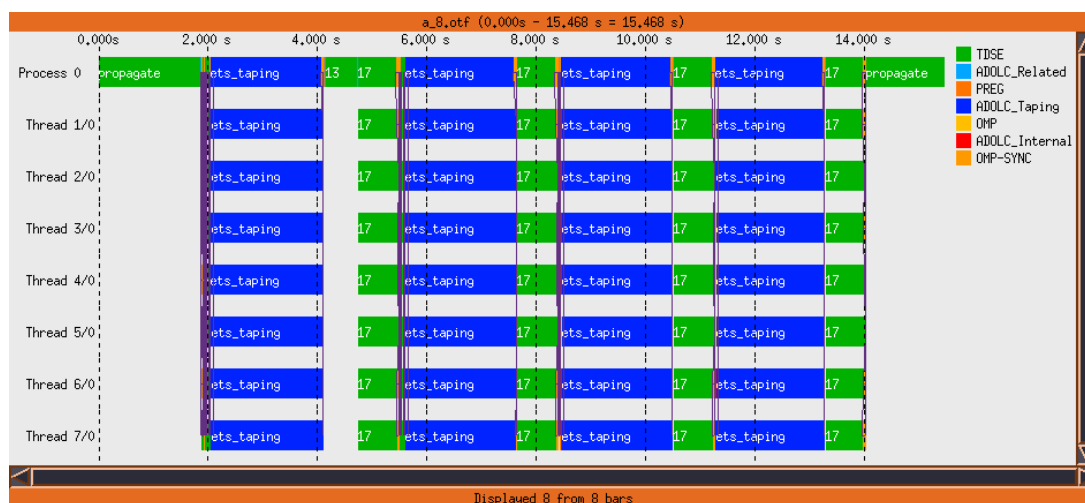 a_8.otf (0.000s - 15.468 s = 15.468 s)
0.000s 2.000 s 4.000 s 6.000 s 8.000 s 10.000 s 12.000 s 14.000 s
Process 0 propagate ets_taping 13 17 ets_taping 17 ets_taping 17 ets_taping 17 propagate
Thread 1/0 ets_taping 17 ets_taping 17 ets_taping 17 ets_taping 17
Thread 2/0 ets_taping 17 ets_taping 17 ets_taping 17 ets_taping 17
Thread 3/0 ets_taping 17 ets_taping 17 ets_taping 17 ets_taping 17
Thread 4/0 ets_taping 17 ets_taping 17 ets_taping 17 ets_taping 17
Thread 5/0 ets_taping 17 ets_taping 17 ets_taping 17 ets_taping 17
Thread 6/0 ets_taping 17 ets_taping 17 ets_taping 17 ets_taping 17
Thread 7/0 ets_taping 17 ets_taping 17 ets_taping 17 ets_taping 17
TDSE
ADOLC_Related
PREG
ADOLC_Taping
OMP
ADOLC_Internal
OMP-SYNC
Displayed 8 from 8 bars